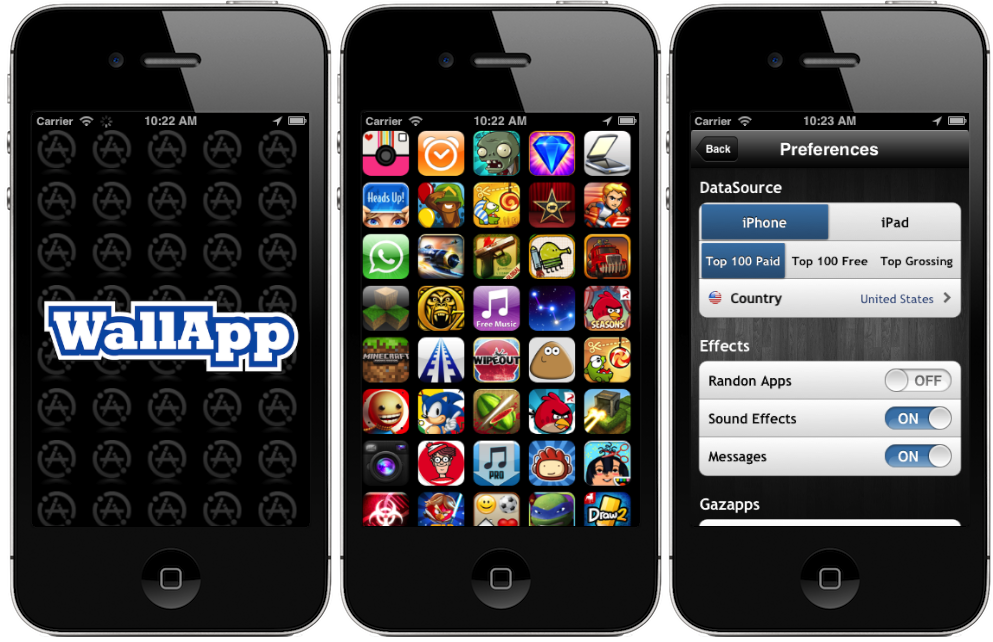 Carrier 10:22 AM
WallApp
Carrier 10:22 AM
Heads Up!
Free Music
SEASONS
MINECRAFT
WIPEOUT
PRO
Draw2
Carrier 10:23 AM
Back Preferences
DataSource
iPhone iPad
Top 100 Paid Top 100 Free Top Grossing
Country United States
Effects
Randon Apps OFF
Sound Effects ON
Messages ON
Gazapps